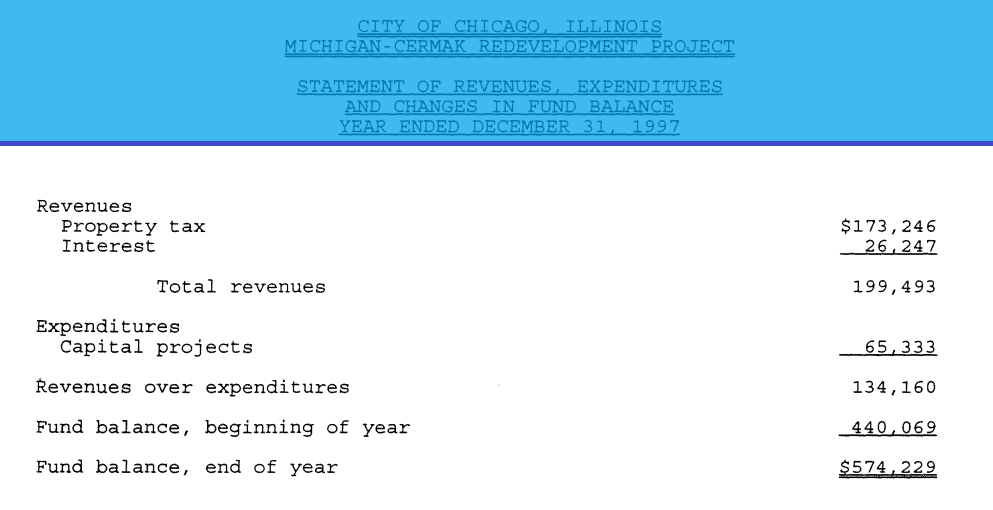 CITY OF CHICAGO, ILLINOIS
MICHIGAN-CERMAK REDEVELOPMENT PROJECT
STATEMENT OF REVENUES, EXPENDITURES
AND CHANGES IN FUND BALANCE
YEAR ENDED DECEMBER 31, 1997
Revenues
Property tax $173,246
Interest 26,247
Total revenues 199,493
Expenditures
Capital projects 65,333
Revenues over expenditures 134,160
Fund balance, beginning of year 440,069
Fund balance, end of year $574,229